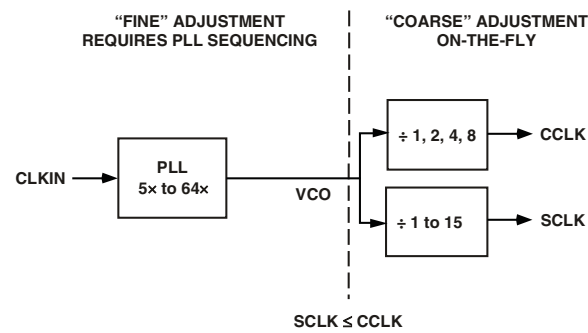 “FINE” ADJUSTMENT
REQUIRES PLL SEQUENCING
“COARSE” ADJUSTMENT
ON-THE-FLY
CLKIN
PLL
5× to 64×
VCO
÷ 1, 2, 4, 8
CCLK
÷ 1 to 15
SCLK
SCLK ≤ CCLK